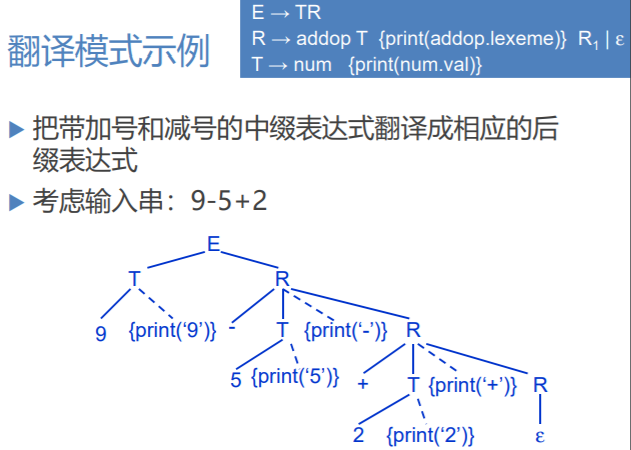 E → TR
R → addop T {print(addop.lexeme)} R₁ | ε
T → num {print(num.val)}
翻译模式示例
把带加号和减号的中缀表达式翻译成相应的后
缀表达式
考虑输入串：9-5+2
E
T R
9 {print(‘9’)} - T {print(‘-’)} R
5 {print(‘5’)} + T {print(‘+’)} R
2 {print(‘2’)} ε